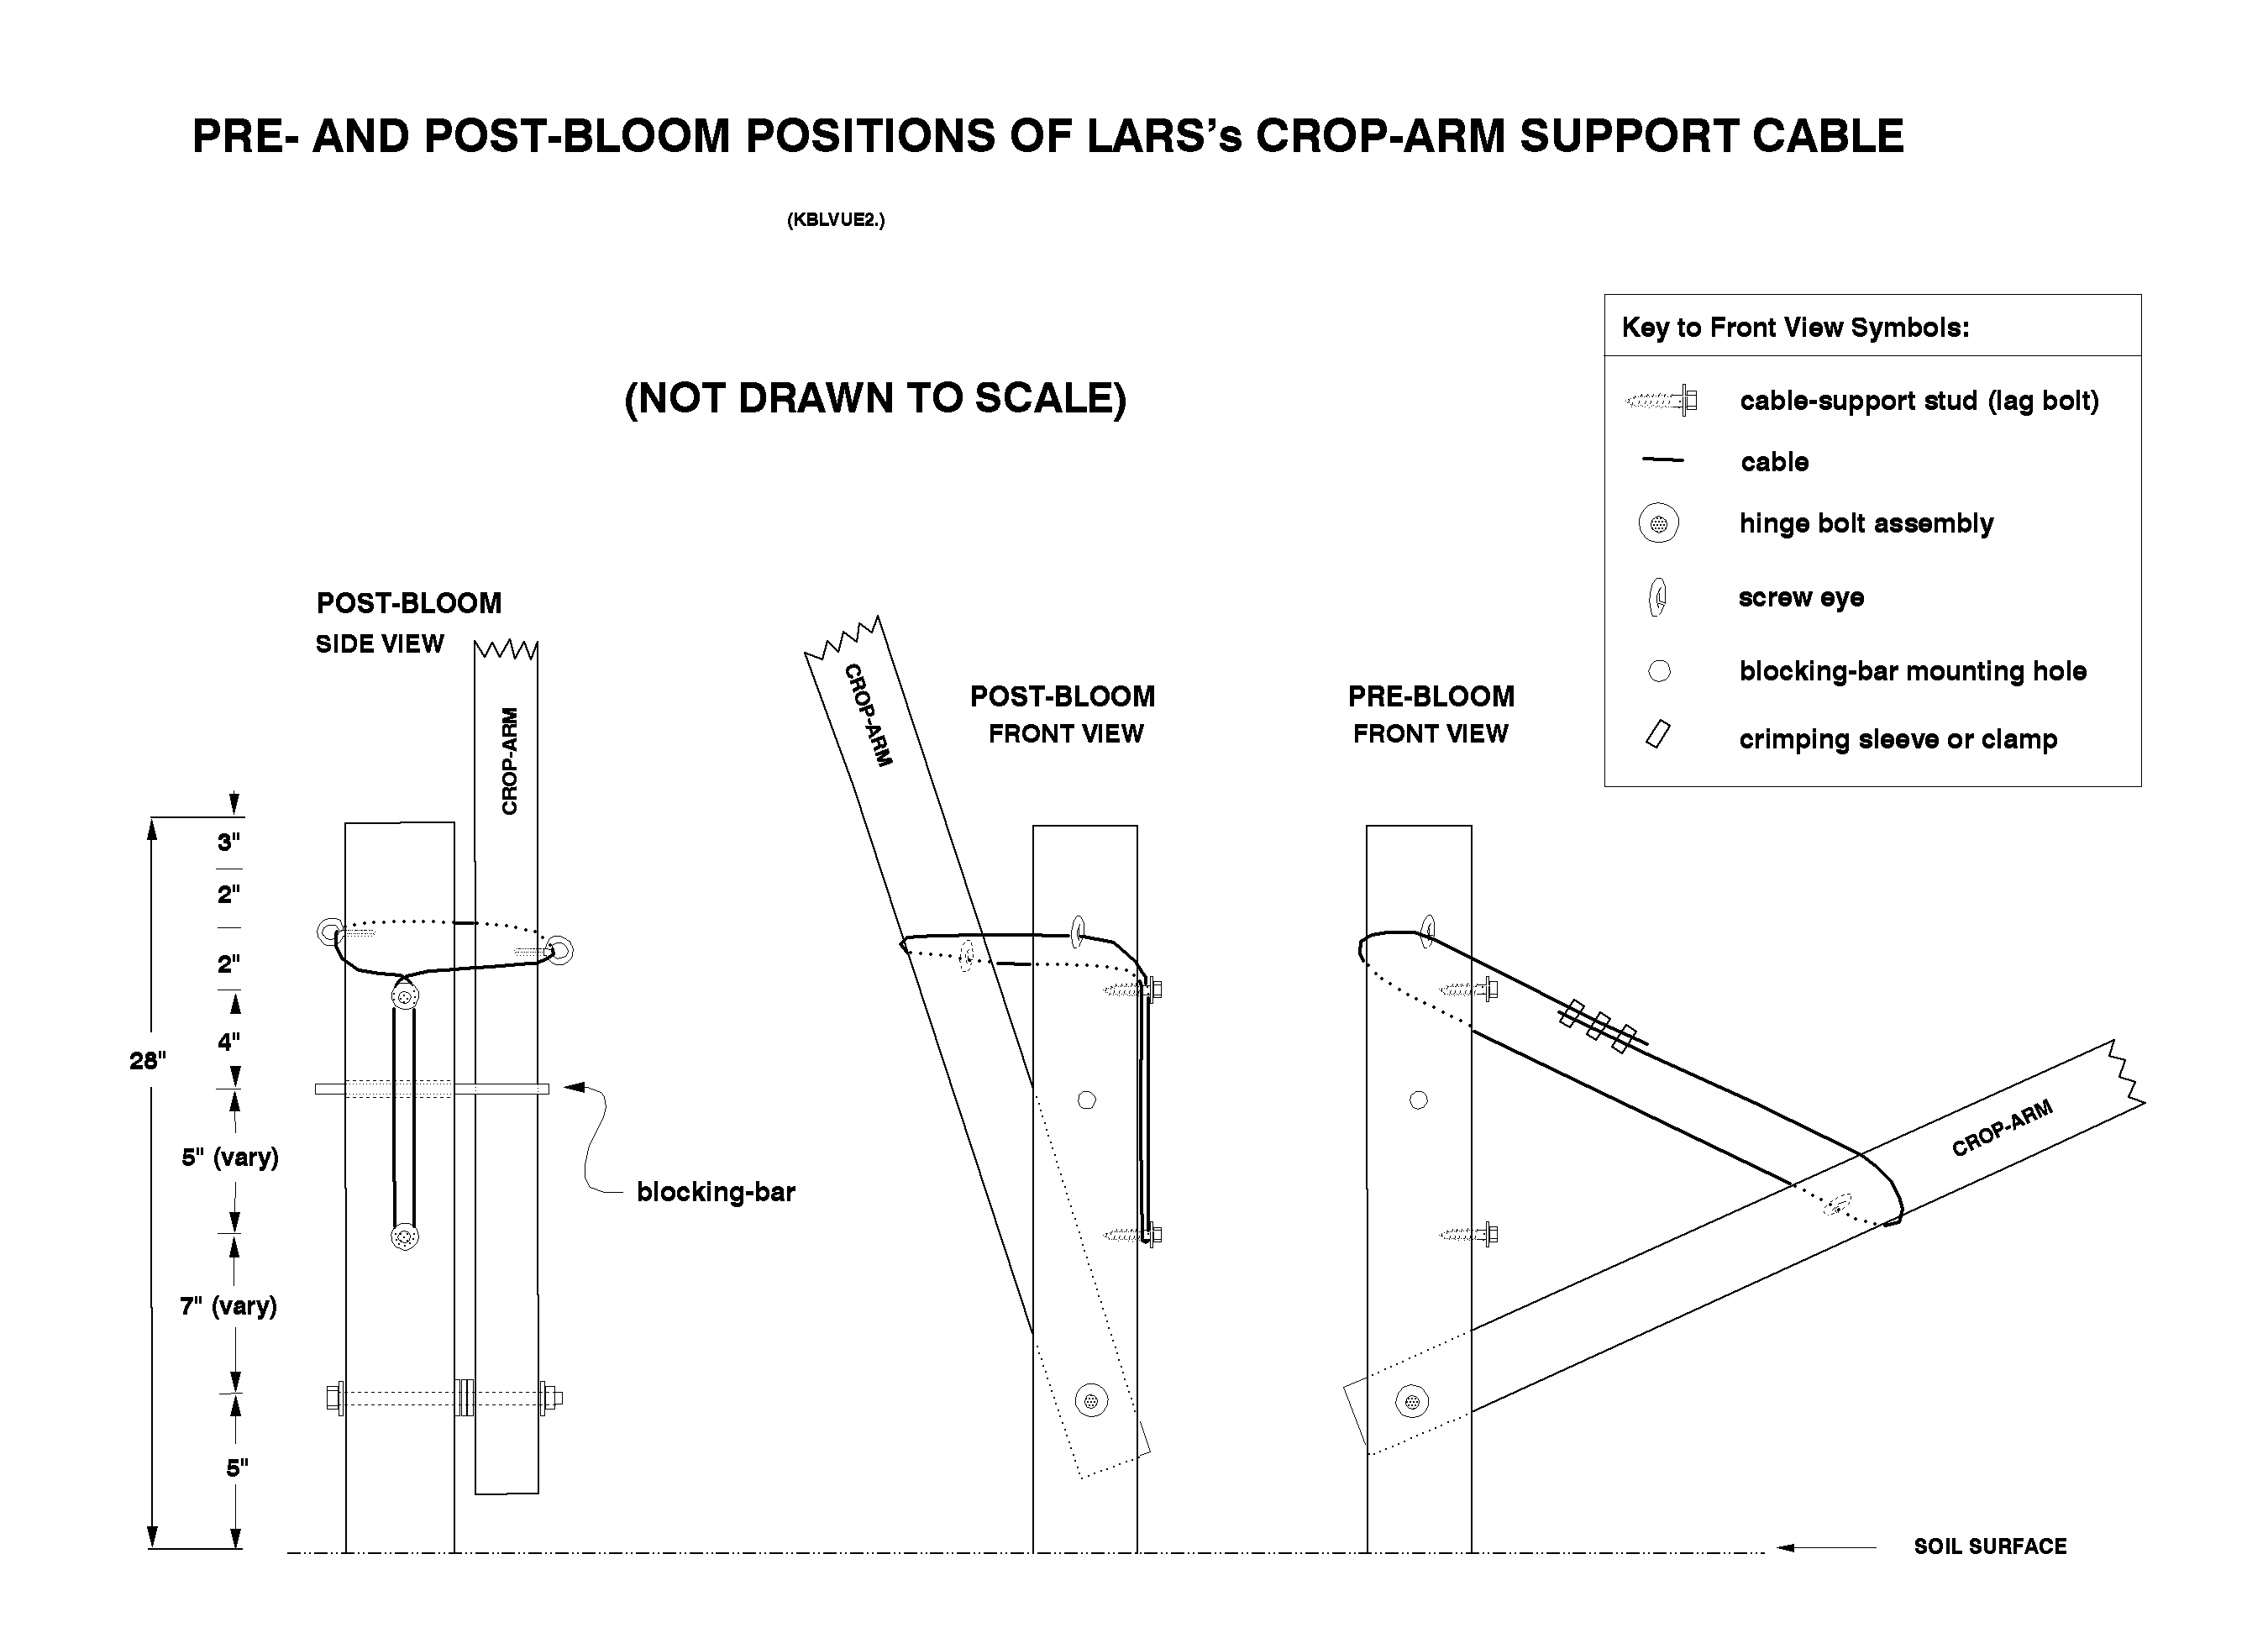 PRE- AND POST-BLOOM POSITIONS OF LARS's CROP-ARM SUPPORT CABLE
(KBLVUE2.)
(NOT DRAWN TO SCALE)
Key to Front View Symbols:
cable-support stud (lag bolt)
cable
hinge bolt assembly
screw eye
blocking-bar mounting hole
crimping sleeve or clamp
POST-BLOOM
SIDE VIEW
CROP-ARM
3"
2"
2"
4"
28"
5" (vary)
7" (vary)
5"
blocking-bar
POST-BLOOM
FRONT VIEW
CROP-ARM
PRE-BLOOM
FRONT VIEW
CROP-ARM
SOIL SURFACE